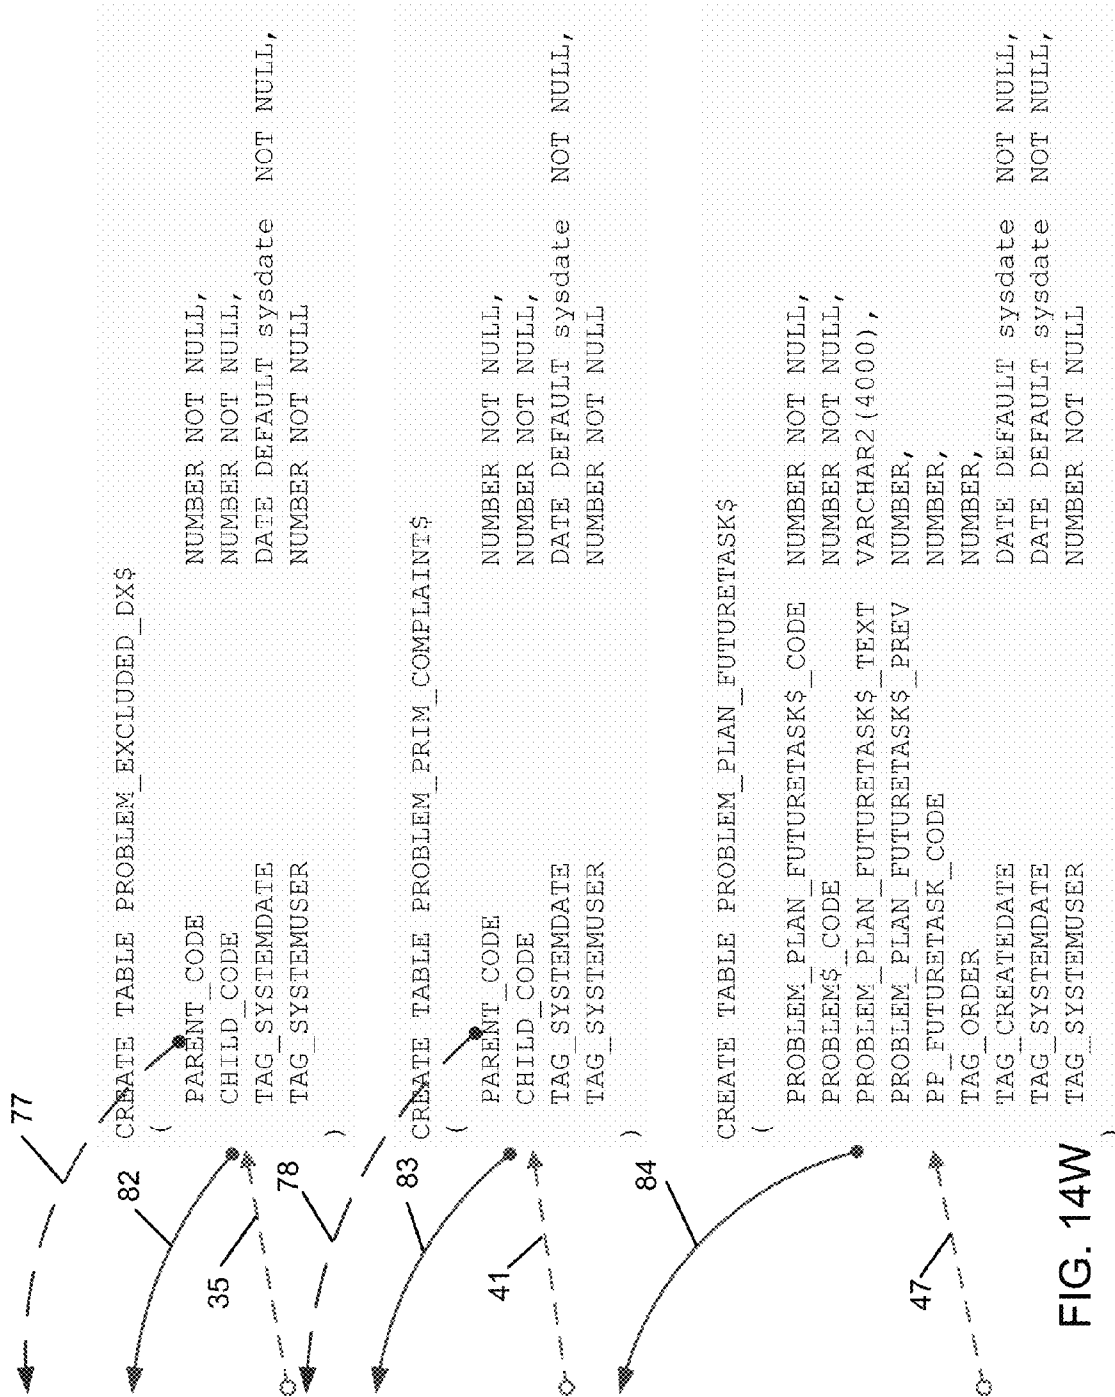 CREATE TABLE PROBLEM_EXCLUDED_DX$
(
PARENT_CODE NUMBER NOT NULL,
CHILD_CODE NUMBER NOT NULL,
TAG_SYSTEMDATE DATE DEFAULT sysdate NOT NULL,
TAG_SYSTEMUSER NUMBER NOT NULL
)
CREATE TABLE PROBLEM_PRIM_COMPLAINT$
(
PARENT_CODE NUMBER NOT NULL,
CHILD_CODE NUMBER NOT NULL,
TAG_SYSTEMDATE DATE DEFAULT sysdate NOT NULL,
TAG_SYSTEMUSER NUMBER NOT NULL
)
CREATE TABLE PROBLEM_PLAN_FUTURETASK$
(
PROBLEM_PLAN_FUTURETASK$_CODE NUMBER NOT NULL,
PROBLEM$_CODE NUMBER NOT NULL,
PROBLEM_PLAN_FUTURETASK$_TEXT VARCHAR2(4000),
PROBLEM_PLAN_FUTURETASK$_PREV NUMBER,
PP_FUTURETASK_CODE NUMBER,
TAG_ORDER NUMBER,
TAG_CREATEDATE DATE DEFAULT sysdate NOT NULL,
TAG_SYSTEMDATE DATE DEFAULT sysdate NOT NULL,
TAG_SYSTEMUSER NUMBER NOT NULL
)
77
82
35
78
83
41
84
47
FIG. 14W